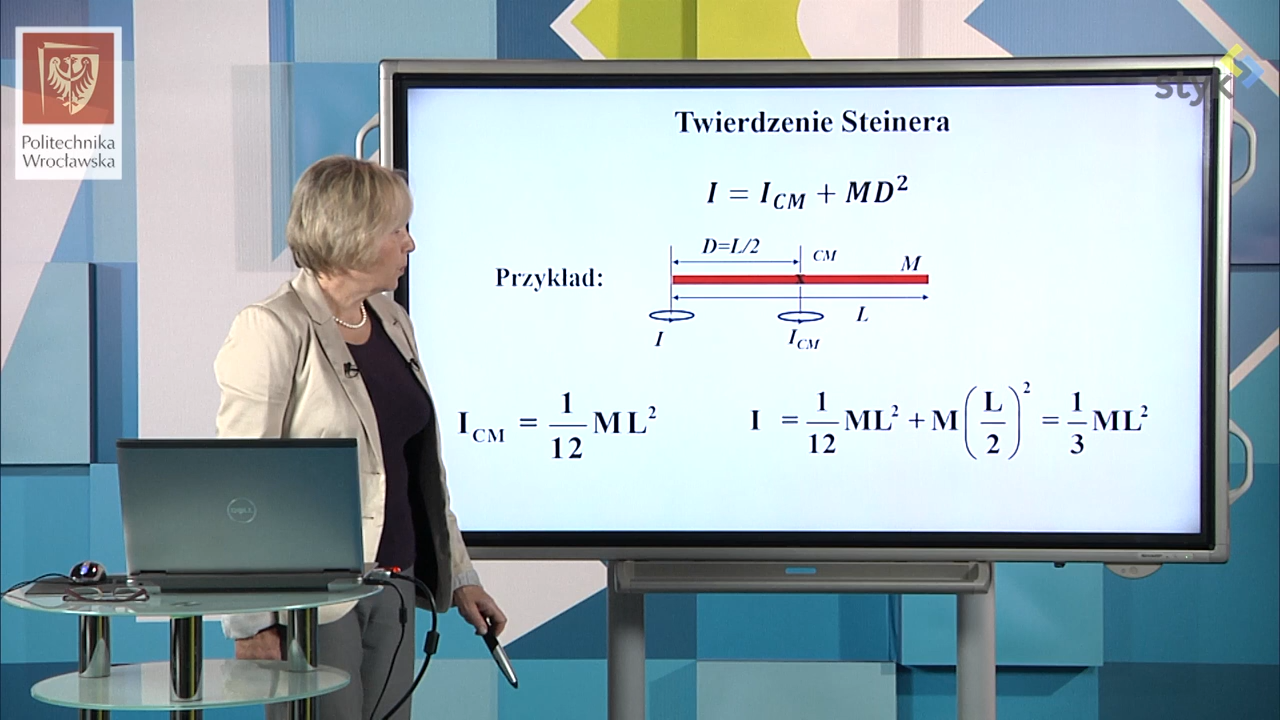 Politechnika
Wrocławska
styk
Twierdzenie Steinera
I = I_CM + MD²
D=L/2
CM
M
Przykład:
x
L
I
I_CM
I_CM = 1/12 ML²
I = 1/12 ML² + M(L/2)² = 1/3 ML²